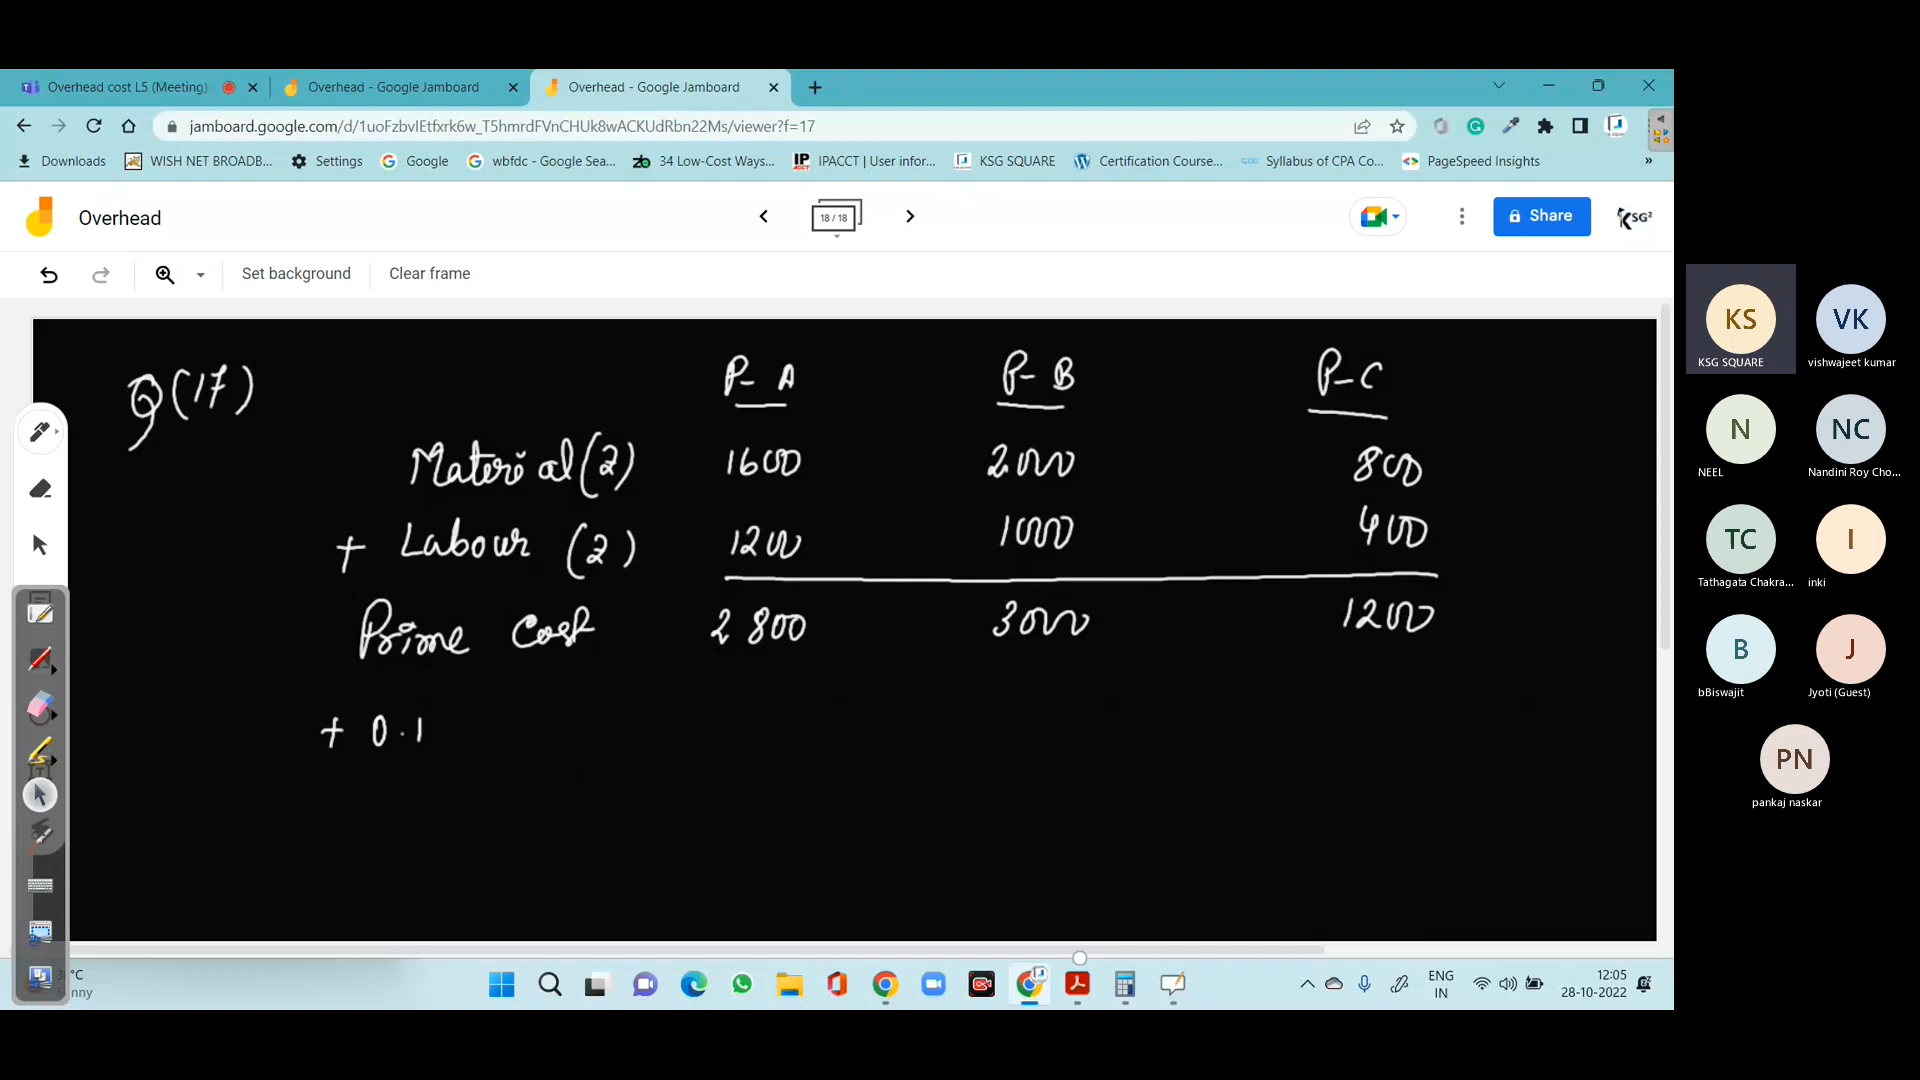 Overhead cost L5 (Meeting)
Overhead - Google Jamboard
Overhead - Google Jamboard
jamboard.google.com/d/1uoFzbvIEtfxrk6w_T5hmrdFVnCHUk8wACKUdRbn22Ms/viewer?f=17
Downloads WISH NET BROADB... Settings Google wbfdc - Google Sea... 34 Low-Cost Ways... IPACCT | User infor... KSG SQUARE Certification Course... Syllabus of CPA Co... PageSpeed Insights »
Overhead
18 / 18
Share
KSG²
Set background Clear frame
Q(17) P-A P-B P-C
Material (2) 1600 2000 800
+ Labour (2) 1200 1000 400
Prime Cost 2800 3000 1200
+ 0.1
KS
KSG SQUARE
VK
vishwajeet kumar
N
NEEL
NC
Nandini Roy Cho...
TC
Tathagata Chakra...
I
inki
B
bBiswajit
J
Jyoti (Guest)
PN
pankaj naskar
ENG
IN
12:05
28-10-2022